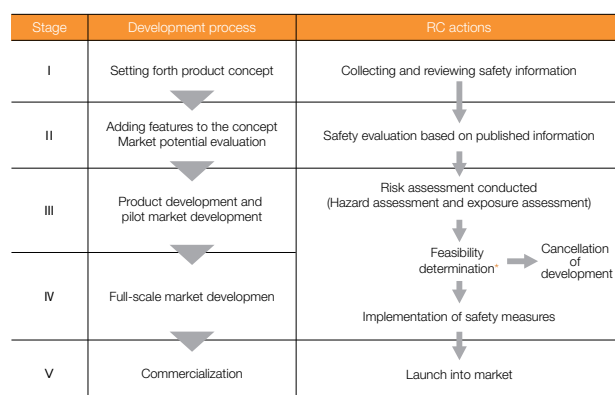 Stage Development process RC actions
I Setting forth product concept Collecting and reviewing safety information
II Adding features to the concept
Market potential evaluation Safety evaluation based on published information
III Product development and
pilot market development Risk assessment conducted
(Hazard assessment and exposure assessment)
Feasibility
determination* Cancellation
of
development
IV Full-scale market developmen Implementation of safety measures
V Commercialization Launch into market